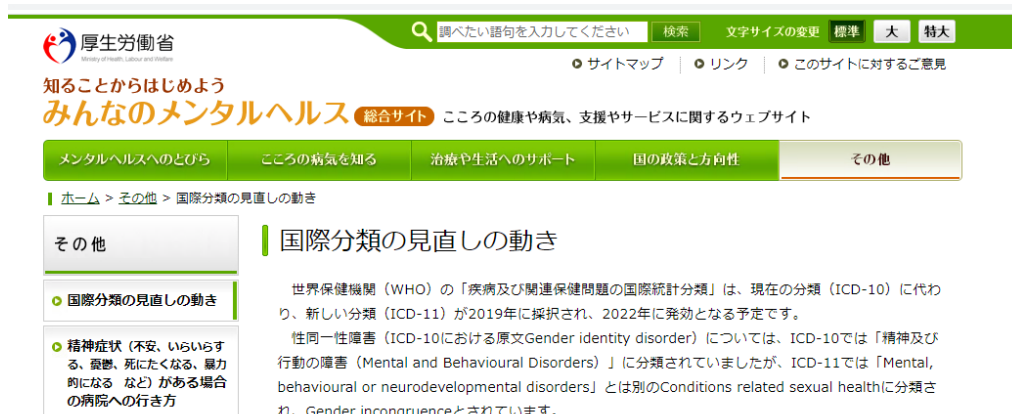 厚生労働省
Ministry of Health, Labour and Welfare
調べたい語句を入力してください 検索 文字サイズの変更 標準 大 特大
サイトマップ リンク このサイトに対するご意見
知ることからはじめよう
みんなのメンタルヘルス 総合サイト こころの健康や病気、支援やサービスに関するウェブサイト
メンタルヘルスへのとびら こころの病気を知る 治療や生活へのサポート 国の政策と方向性 その他
ホーム > その他 > 国際分類の見直しの動き
その他
国際分類の見直しの動き
精神症状（不安、いらいらす
る、憂鬱、死にたくなる、暴力
的になる など）がある場合
の病院への行き方
国際分類の見直しの動き
世界保健機関（WHO）の「疾病及び関連保健問題の国際統計分類」は、現在の分類（ICD-10）に代わ
り、新しい分類（ICD-11）が2019年に採択され、2022年に発効となる予定です。
性同一性障害（ICD-10における原文Gender identity disorder）については、ICD-10では「精神及び
行動の障害（Mental and Behavioural Disorders）」に分類されていましたが、ICD-11では「Mental,
behavioural or neurodevelopmental disorders」とは別のConditions related sexual healthに分類さ
れ、Gender incongruenceとされています。